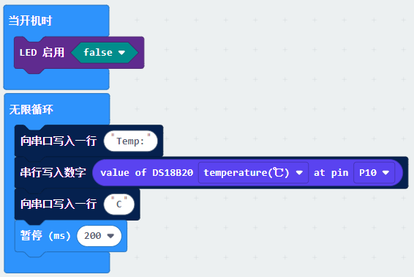 当开机时
LED 启用 false
无限循环
向串口写入一行 "Temp:"
串行写入数字 value of DS18B20 temperature(℃) at pin P10
向串口写入一行 "C"
暂停 (ms) 200